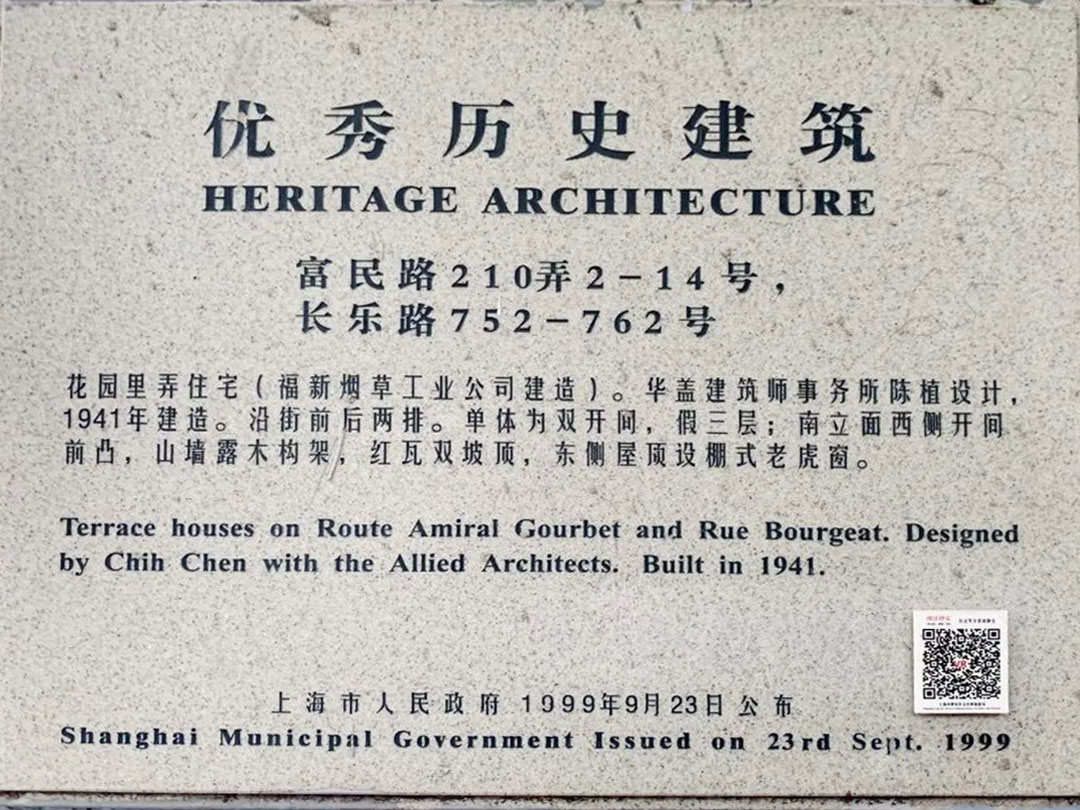 优秀历史建筑
HERITAGE ARCHITECTURE
富民路210弄2-14号，
长乐路752-762号
花园里弄住宅（福新烟草工业公司建造）。华盖建筑师事务所陈植设计，
1941年建造。沿街前后两排。单体为双开间，假三层；南立面西侧开间
前凸，山墙露木构架，红瓦双坡顶，东侧屋顶设棚式老虎窗。
Terrace houses on Route Amiral Gourbet and Rue Bourgeat. Designed
by Chih Chen with the Allied Architects. Built in 1941.
上海市人民政府 1999年9月23日公布
Shanghai Municipal Government Issued on 23rd Sept. 1999